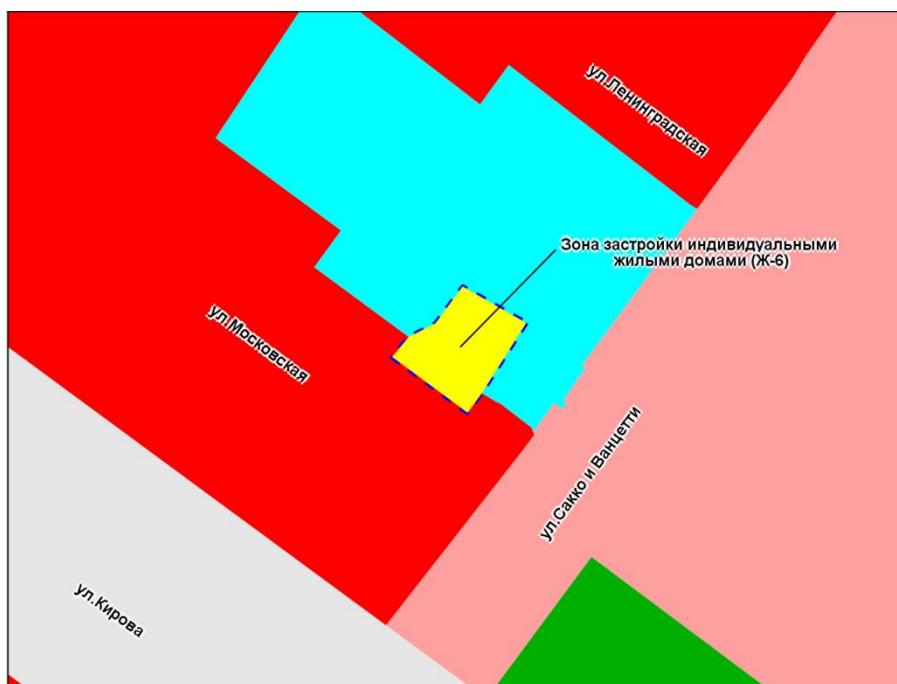 ул.Ленинградская
Зона застройки индивидуальными
жилыми домами (Ж-6)
ул.Московская
ул.Сакко и Ванцетти
ул.Кирова